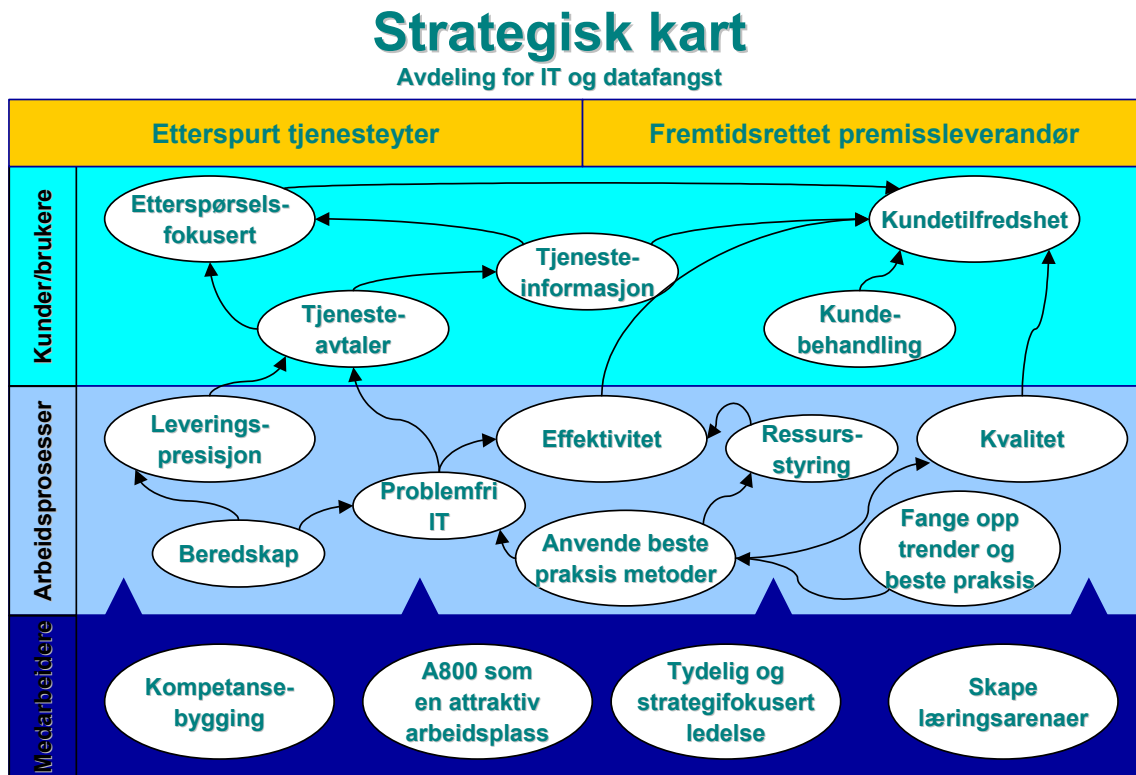 Strategisk kart
Avdeling for IT og datafangst
Etterspurt tjenesteyter
Fremtidsrettet premissleverandør
Kunder/brukere
Etterspørsels-
fokusert
Kundetilfredshet
Tjeneste-
informasjon
Tjeneste-
avtaler
Kunde-
behandling
Arbeidsprosesser
Leverings-
presisjon
Effektivitet
Ressurs-
styring
Kvalitet
Problemfri
IT
Beredskap
Anvende beste
praksis metoder
Fange opp
trender og
beste praksis
Medarbeidere
Kompetanse-
bygging
A800 som
en attraktiv
arbeidsplass
Tydelig og
strategifokusert
ledelse
Skape
læringsarenaer